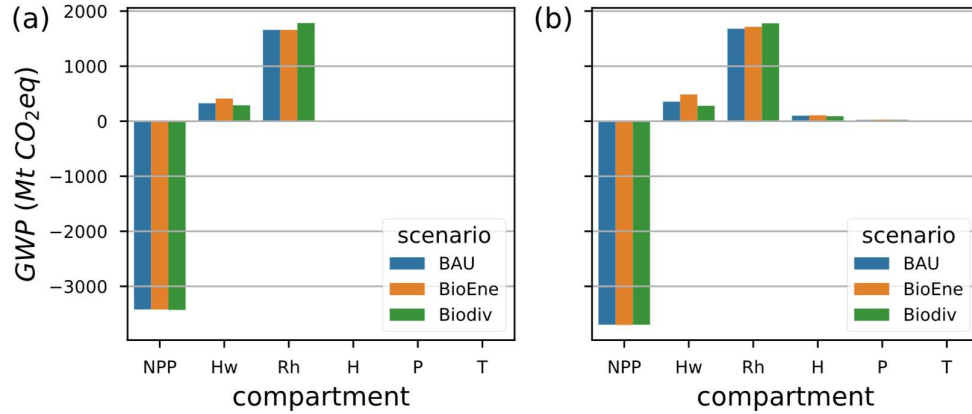 (a)
GWP (Mt CO₂eq)
2000
1000
0
−1000
−2000
−3000
scenario
BAU
BioEne
Biodiv
NPP Hw Rh H P T
compartment
(b)
scenario
BAU
BioEne
Biodiv
NPP Hw Rh H P T
compartment